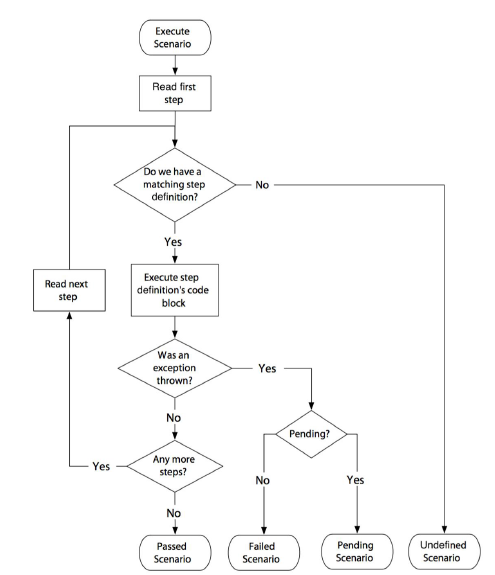 Execute
Scenario
Read first
step
Do we have a
matching step
definition?
No
Yes
Read next
step
Execute step
definition's code
block
Was an
exception
thrown?
Yes
No
Pending?
Any more
steps?
Yes
No
Yes
No
Passed
Scenario
Failed
Scenario
Pending
Scenario
Undefined
Scenario